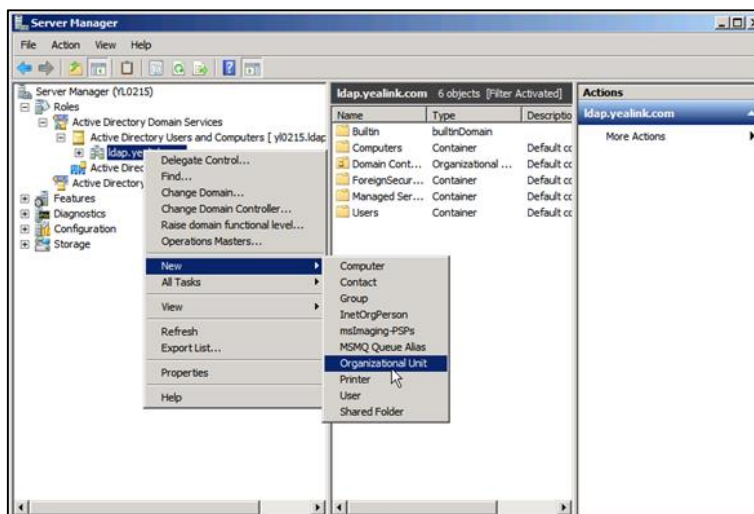 Server Manager
File Action View Help
Server Manager (YL0215)
Roles
Active Directory Domain Services
Active Directory Users and Computers [ yl0215.ldap
ldap.ye
Active Direc
Active Directory
Features
Diagnostics
Configuration
Storage
Delegate Control...
Find...
Change Domain...
Change Domain Controller...
Raise domain functional level...
Operations Masters...
New
All Tasks
View
Refresh
Export List...
Properties
Help
Computer
Contact
Group
InetOrgPerson
msImaging-PSPs
MSMQ Queue Alias
Organizational Unit
Printer
User
Shared Folder
ldap.yealink.com 6 objects [Filter Activated]
Name Type Descriptio
Builtin builtinDomain
Computers Container Default cc
Domain Cont... Organizational ... Default cc
ForeignSecur... Container Default cc
Managed Ser... Container Default cc
Users Container Default cc
Actions
ldap.yealink.com
More Actions